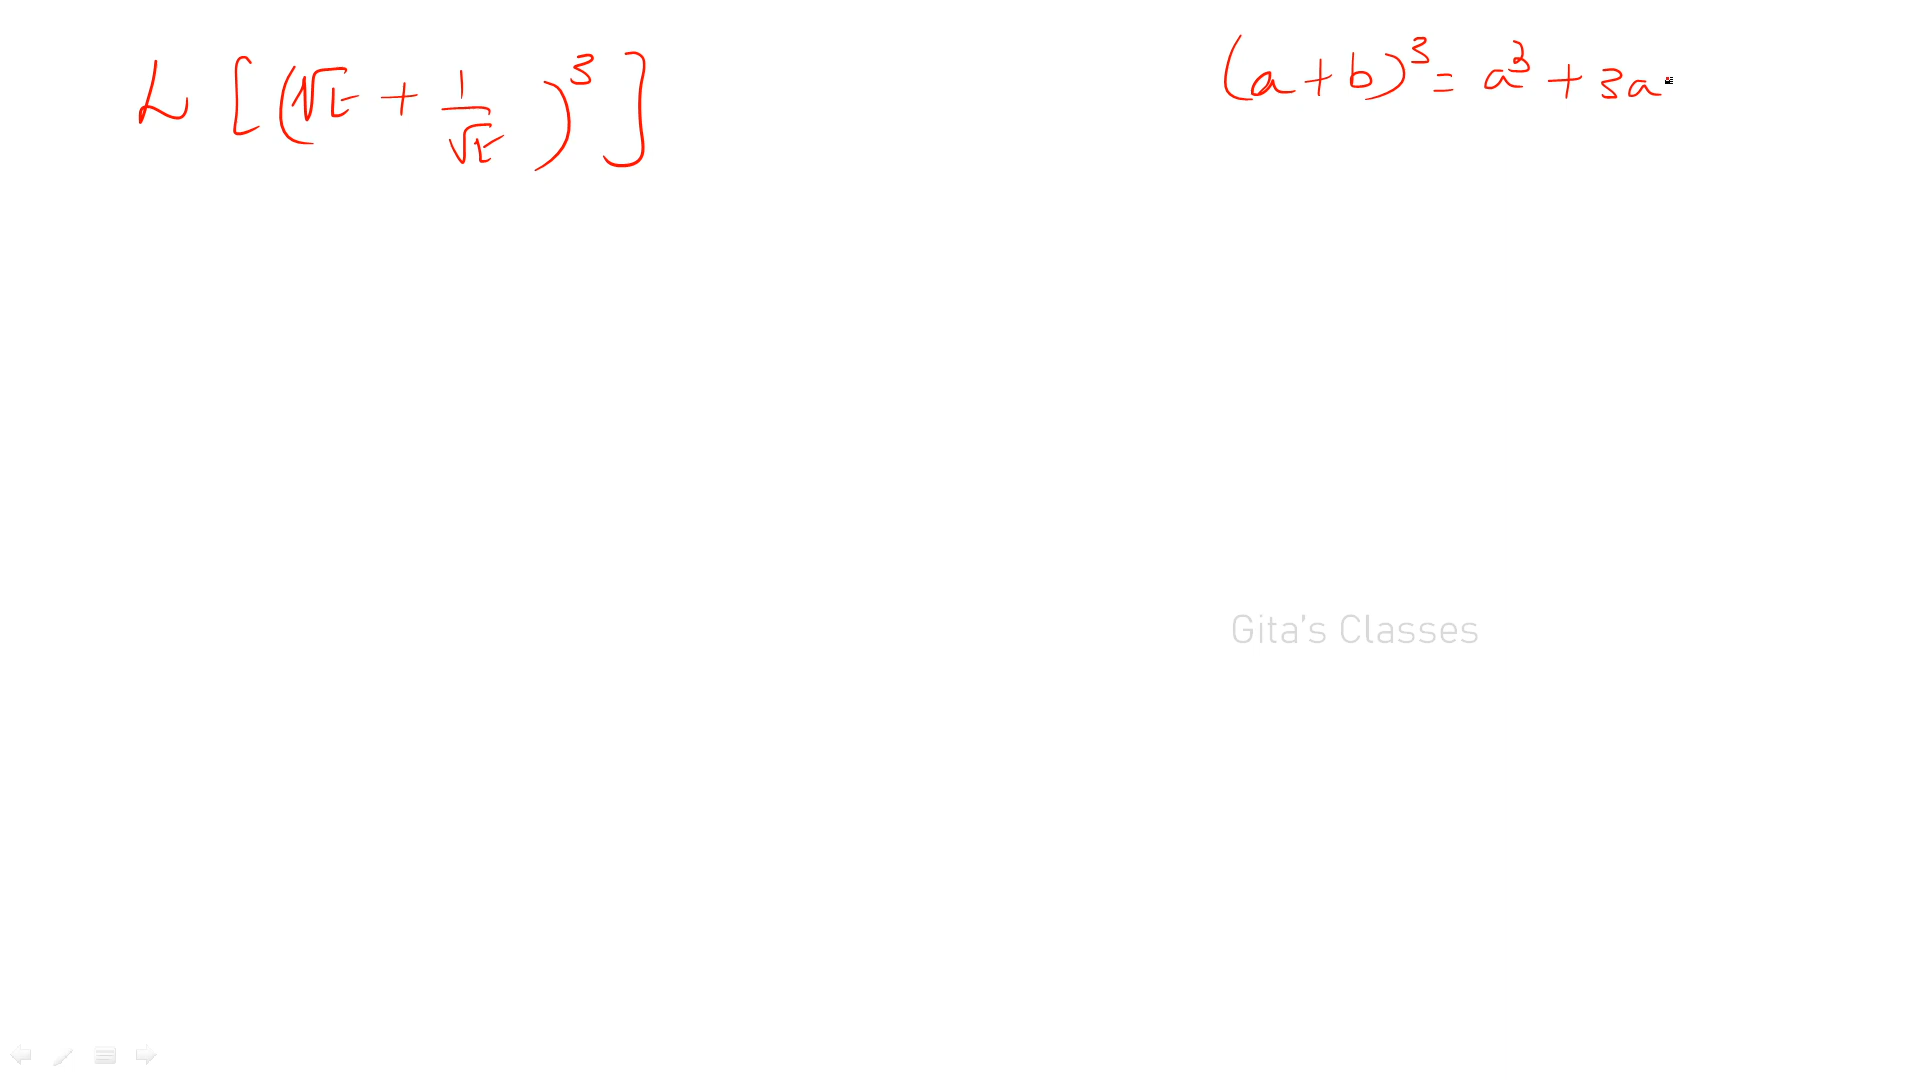 L [(√t + 1/√t)³]
(a+b)³ = a³ + 3a
Gita's Classes